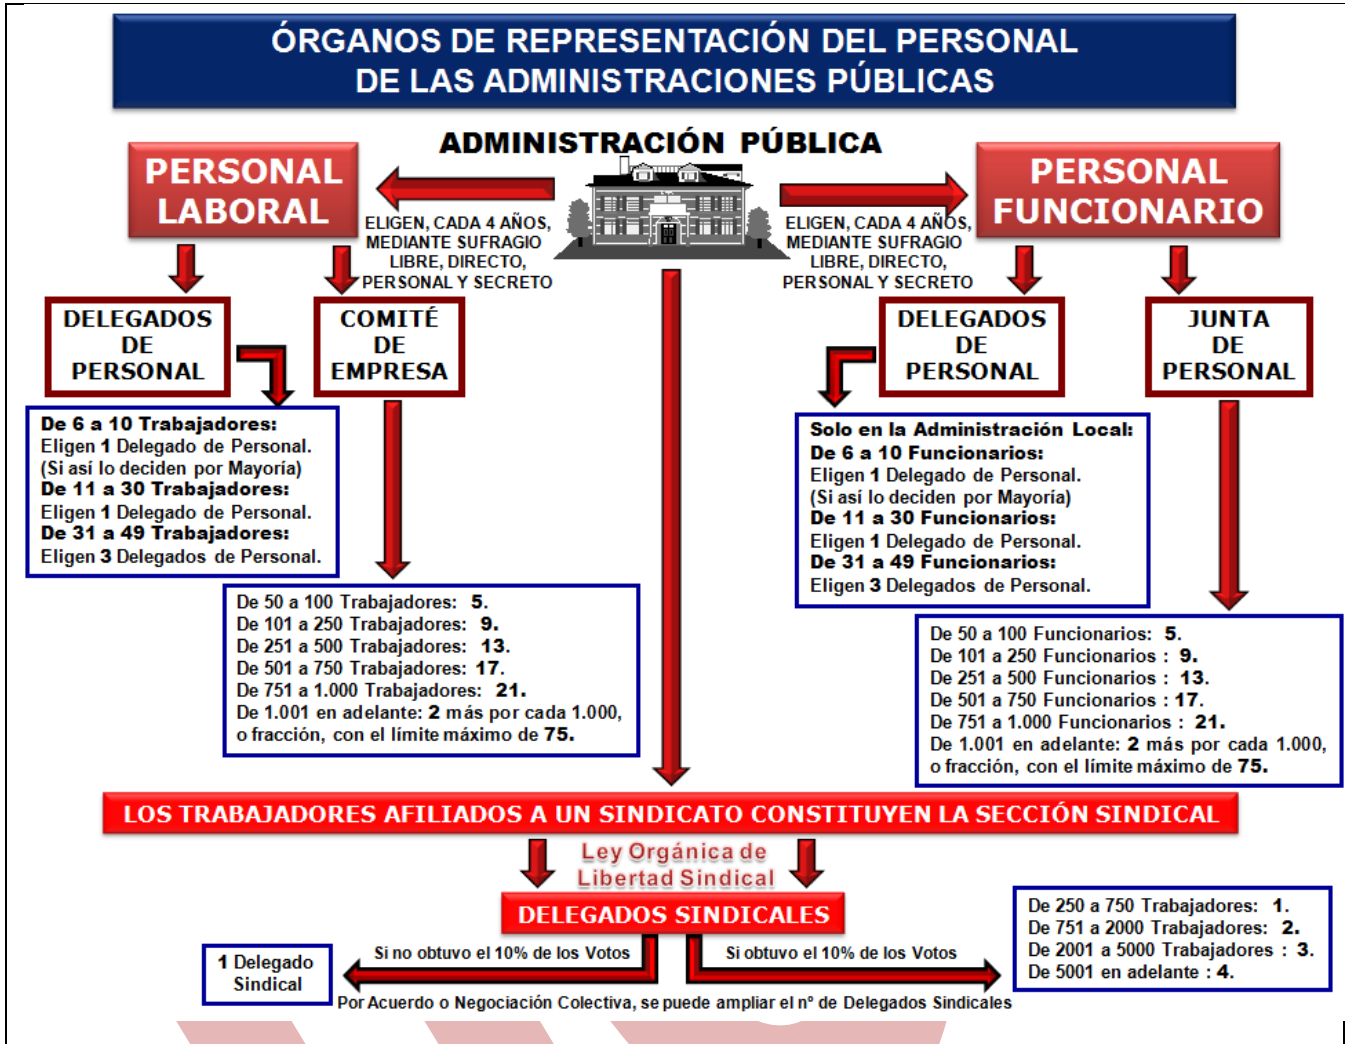 ÓRGANOS DE REPRESENTACIÓN DEL PERSONAL
DE LAS ADMINISTRACIONES PÚBLICAS
ADMINISTRACIÓN PÚBLICA
PERSONAL
LABORAL
ELIGEN, CADA 4 AÑOS,
MEDIANTE SUFRAGIO
LIBRE, DIRECTO,
PERSONAL Y SECRETO
ELIGEN, CADA 4 AÑOS,
MEDIANTE SUFRAGIO
LIBRE, DIRECTO,
PERSONAL Y SECRETO
PERSONAL
FUNCIONARIO
DELEGADOS
DE
PERSONAL
COMITÉ
DE
EMPRESA
DELEGADOS
DE
PERSONAL
JUNTA
DE
PERSONAL
De 6 a 10 Trabajadores:
Eligen 1 Delegado de Personal.
(Si así lo deciden por Mayoría)
De 11 a 30 Trabajadores:
Eligen 1 Delegado de Personal.
De 31 a 49 Trabajadores:
Eligen 3 Delegados de Personal.
Solo en la Administración Local:
De 6 a 10 Funcionarios:
Eligen 1 Delegado de Personal.
(Si así lo deciden por Mayoría)
De 11 a 30 Funcionarios:
Eligen 1 Delegado de Personal.
De 31 a 49 Funcionarios:
Eligen 3 Delegados de Personal.
De 50 a 100 Trabajadores: 5.
De 101 a 250 Trabajadores: 9.
De 251 a 500 Trabajadores: 13.
De 501 a 750 Trabajadores: 17.
De 751 a 1.000 Trabajadores: 21.
De 1.001 en adelante: 2 más por cada 1.000,
o fracción, con el límite máximo de 75.
De 50 a 100 Funcionarios: 5.
De 101 a 250 Funcionarios : 9.
De 251 a 500 Funcionarios : 13.
De 501 a 750 Funcionarios : 17.
De 751 a 1.000 Funcionarios : 21.
De 1.001 en adelante: 2 más por cada 1.000,
o fracción, con el límite máximo de 75.
LOS TRABAJADORES AFILIADOS A UN SINDICATO CONSTITUYEN LA SECCIÓN SINDICAL
Ley Orgánica de
Libertad Sindical
DELEGADOS SINDICALES
Si no obtuvo el 10% de los Votos
Si obtuvo el 10% de los Votos
1 Delegado
Sindical
De 250 a 750 Trabajadores: 1.
De 751 a 2000 Trabajadores: 2.
De 2001 a 5000 Trabajadores : 3.
De 5001 en adelante : 4.
Por Acuerdo o Negociación Colectiva, se puede ampliar el nº de Delegados Sindicales